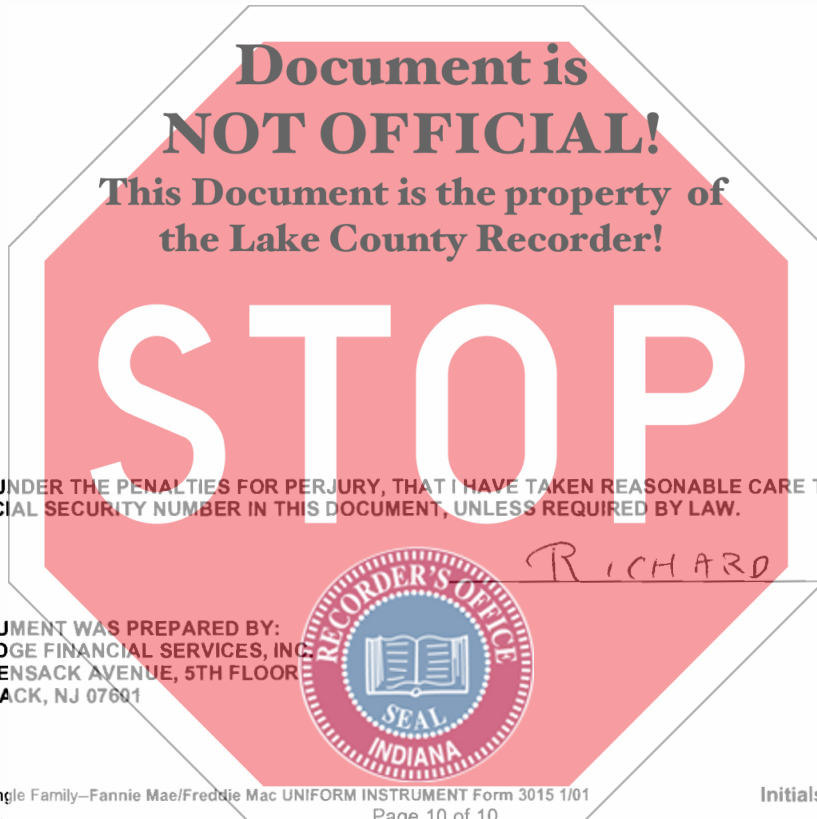 Document is
NOT OFFICIAL!
This Document is the property of
the Lake County Recorder!
STOP
UNDER THE PENALTIES FOR PERJURY, THAT I HAVE TAKEN REASONABLE CARE T
CIAL SECURITY NUMBER IN THIS DOCUMENT, UNLESS REQUIRED BY LAW.
RICHARD
RECORDER'S OFFICE
SEAL
INDIANA
UMENT WAS PREPARED BY:
DGE FINANCIAL SERVICES, INC.
ENSACK AVENUE, 5TH FLOOR
ACK, NJ 07601
ngle Family–Fannie Mae/Freddie Mac UNIFORM INSTRUMENT Form 3015 1/01
Initials
Page 10 of 10